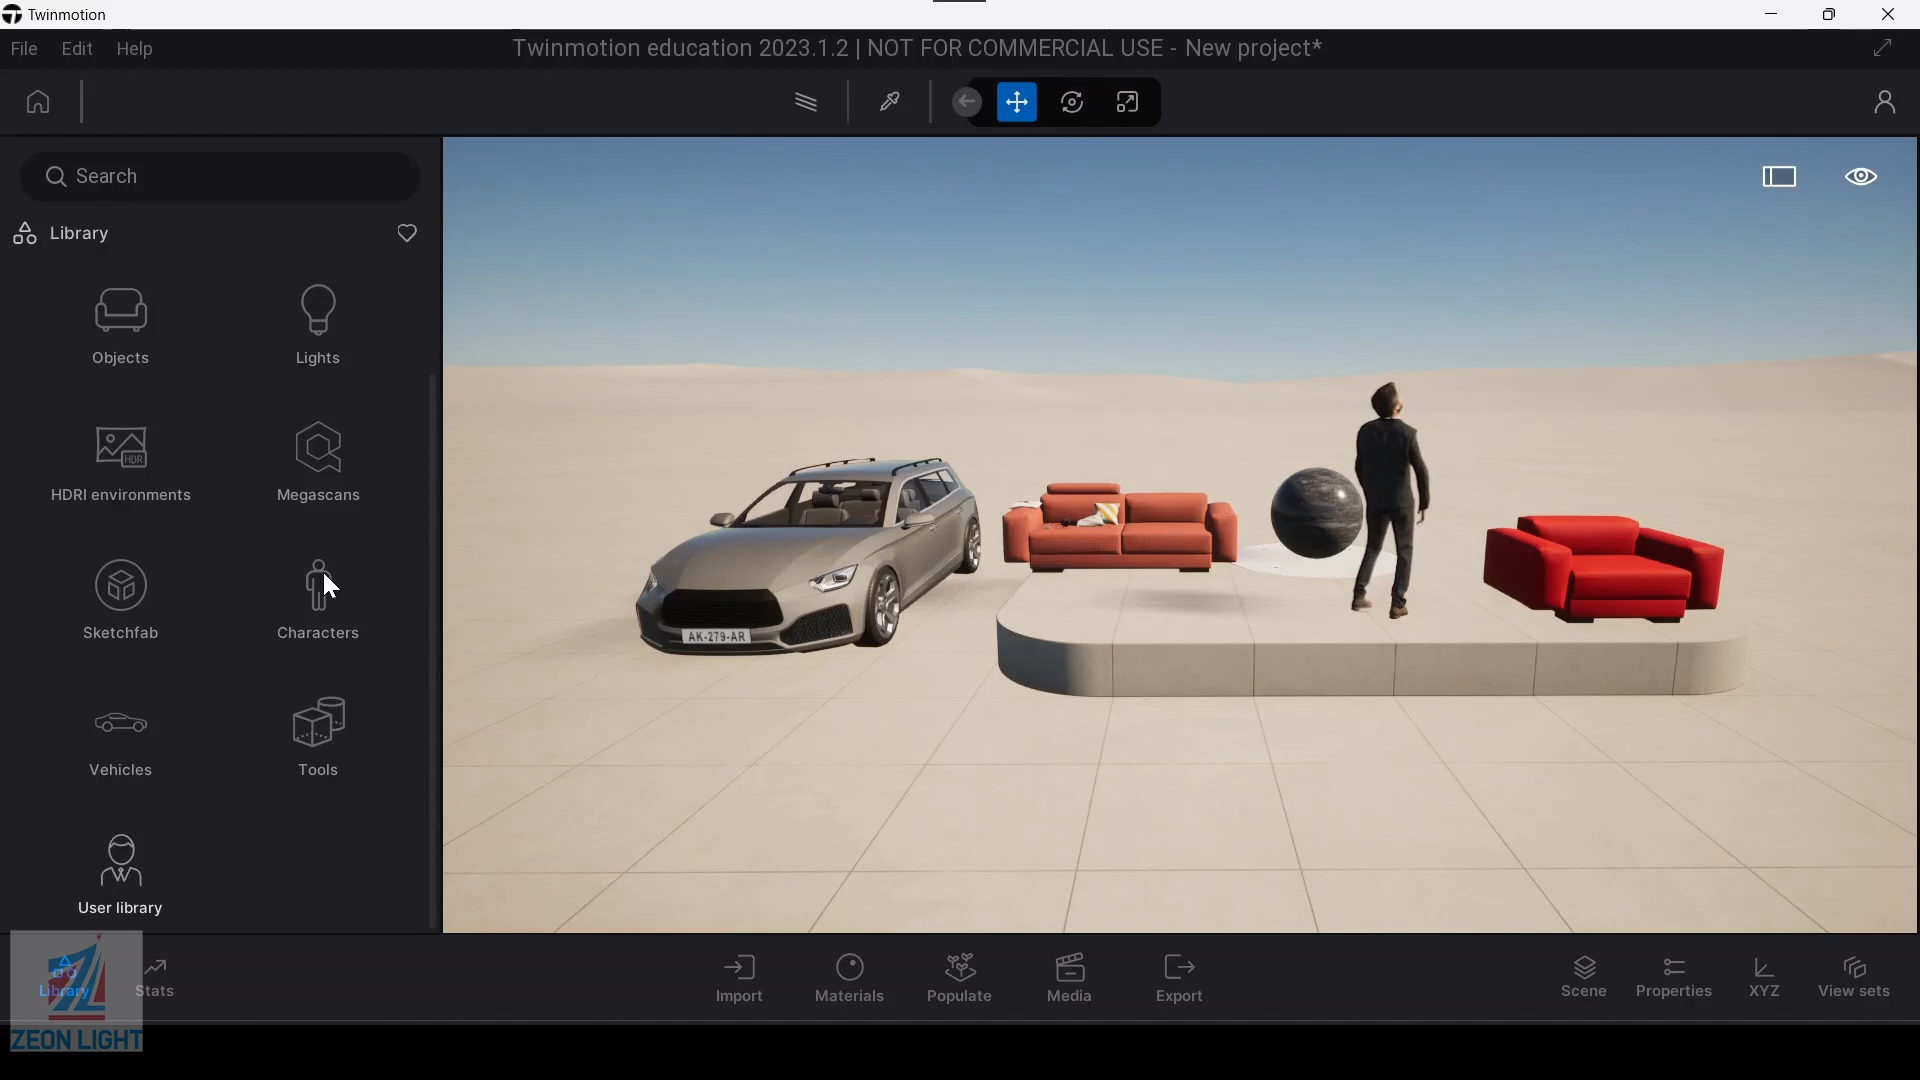 Twinmotion
File Edit Help
Twinmotion education 2023.1.2 | NOT FOR COMMERCIAL USE - New project*
Search
Library
Objects Lights
HDR
HDRI environments Megascans
Sketchfab Characters
AK-279-AR
Vehicles Tools
User library
Library Stats Import Materials Populate Media Export Scene Properties XYZ View sets
ZEON LIGHT